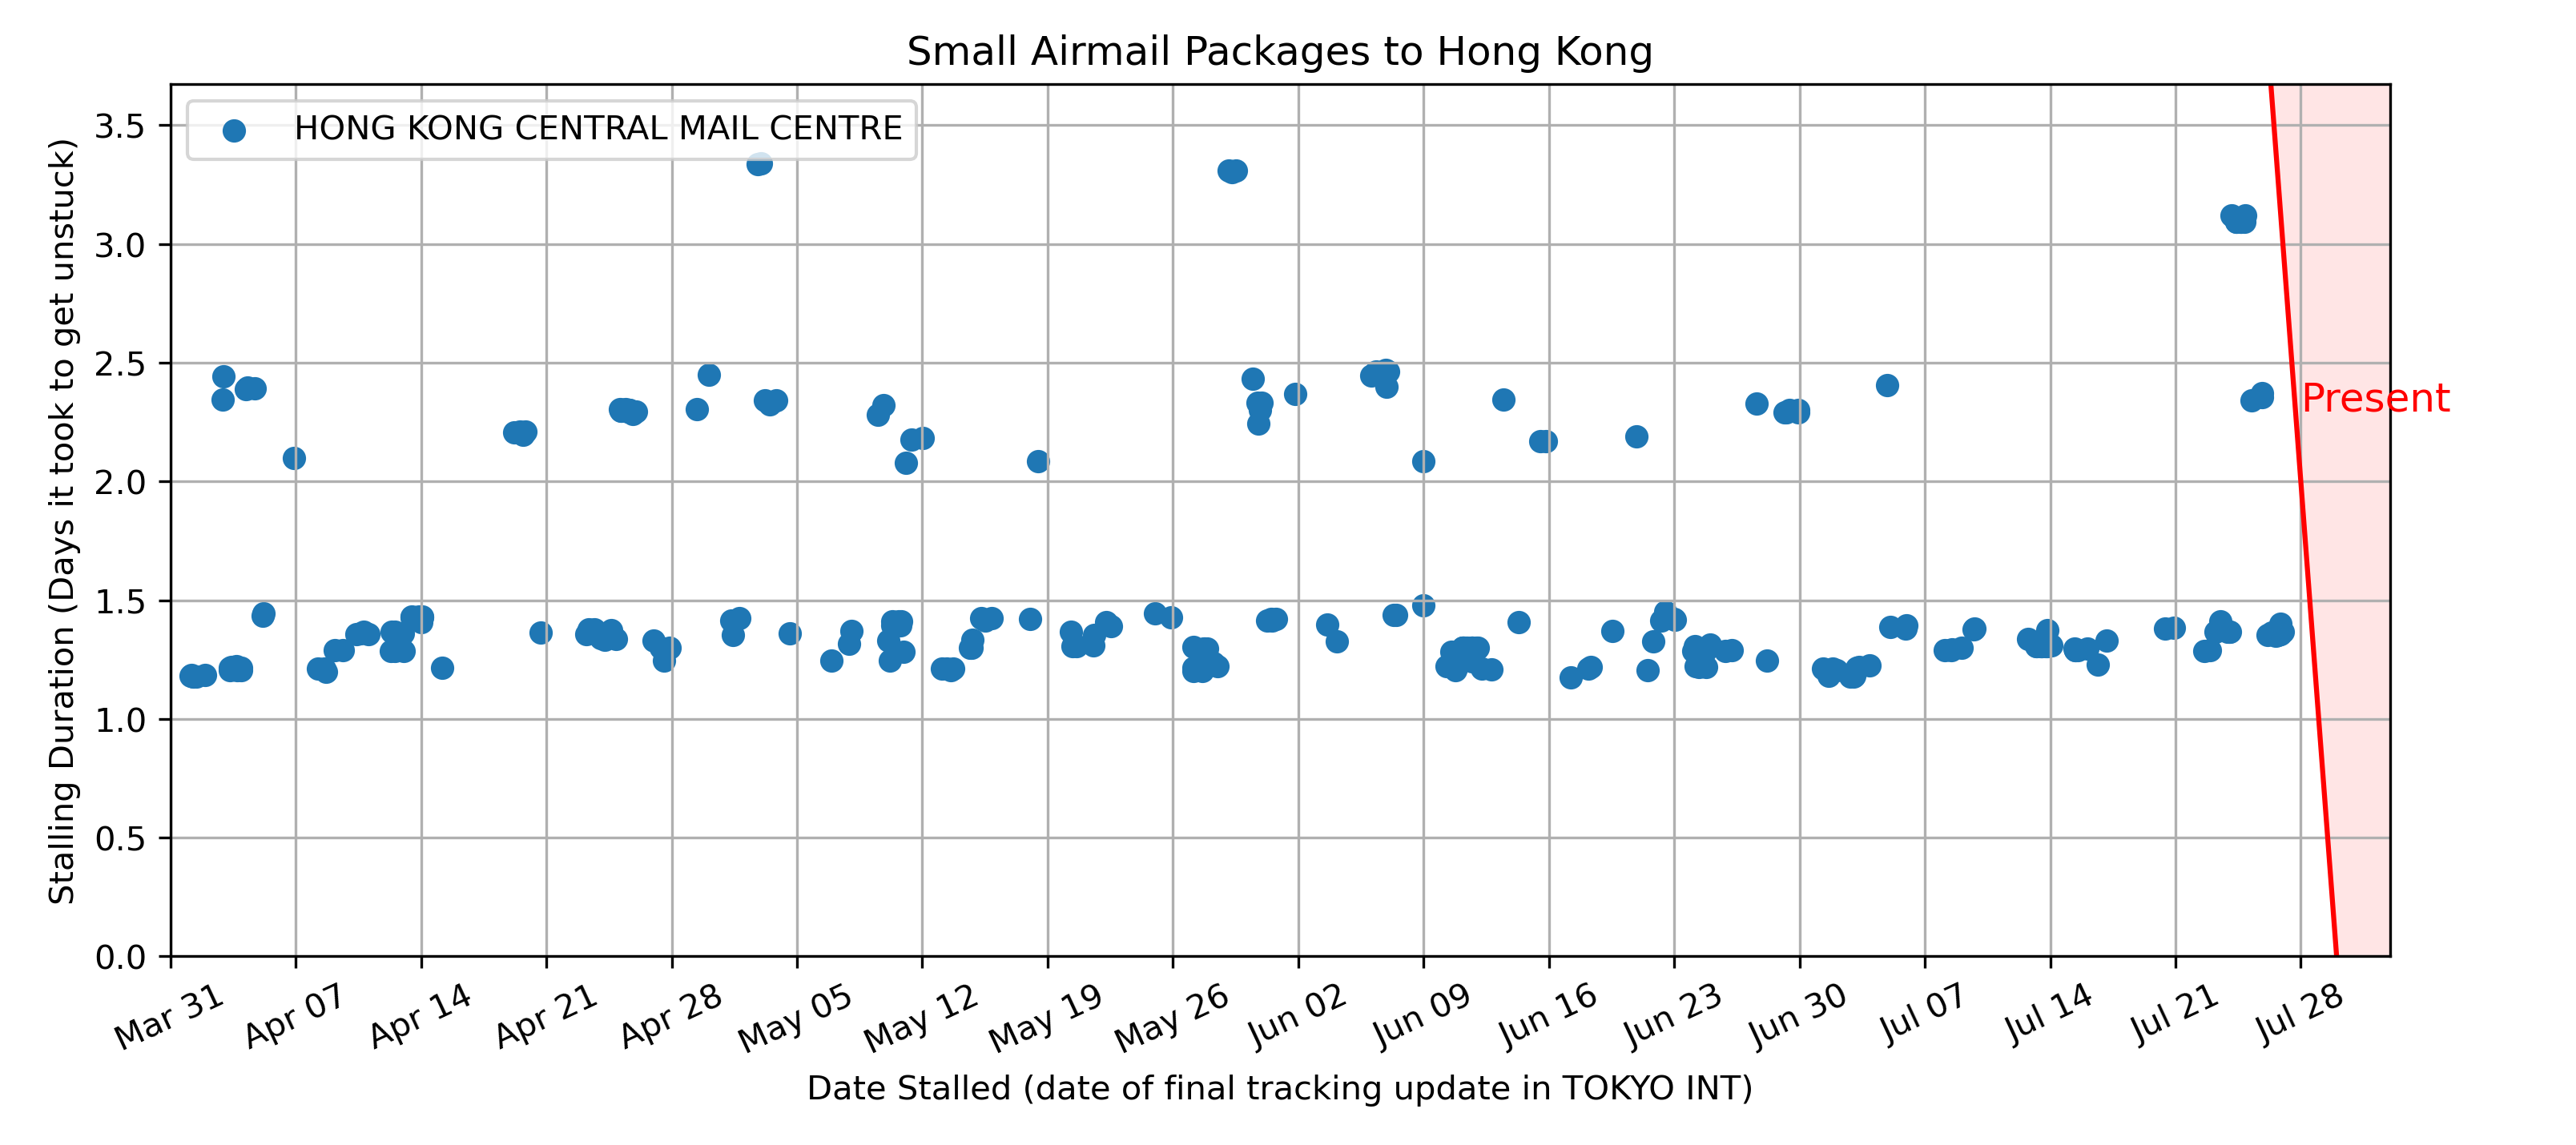 Small Airmail Packages to Hong Kong
HONG KONG CENTRAL MAIL CENTRE
Stalling Duration (Days it took to get unstuck)
3.5
3.0
2.5
2.0
1.5
1.0
0.5
0.0
Present
Mar 31
Apr 07
Apr 14
Apr 21
Apr 28
May 05
May 12
May 19
May 26
Jun 02
Jun 09
Jun 16
Jun 23
Jun 30
Jul 07
Jul 14
Jul 21
Jul 28
Date Stalled (date of final tracking update in TOKYO INT)